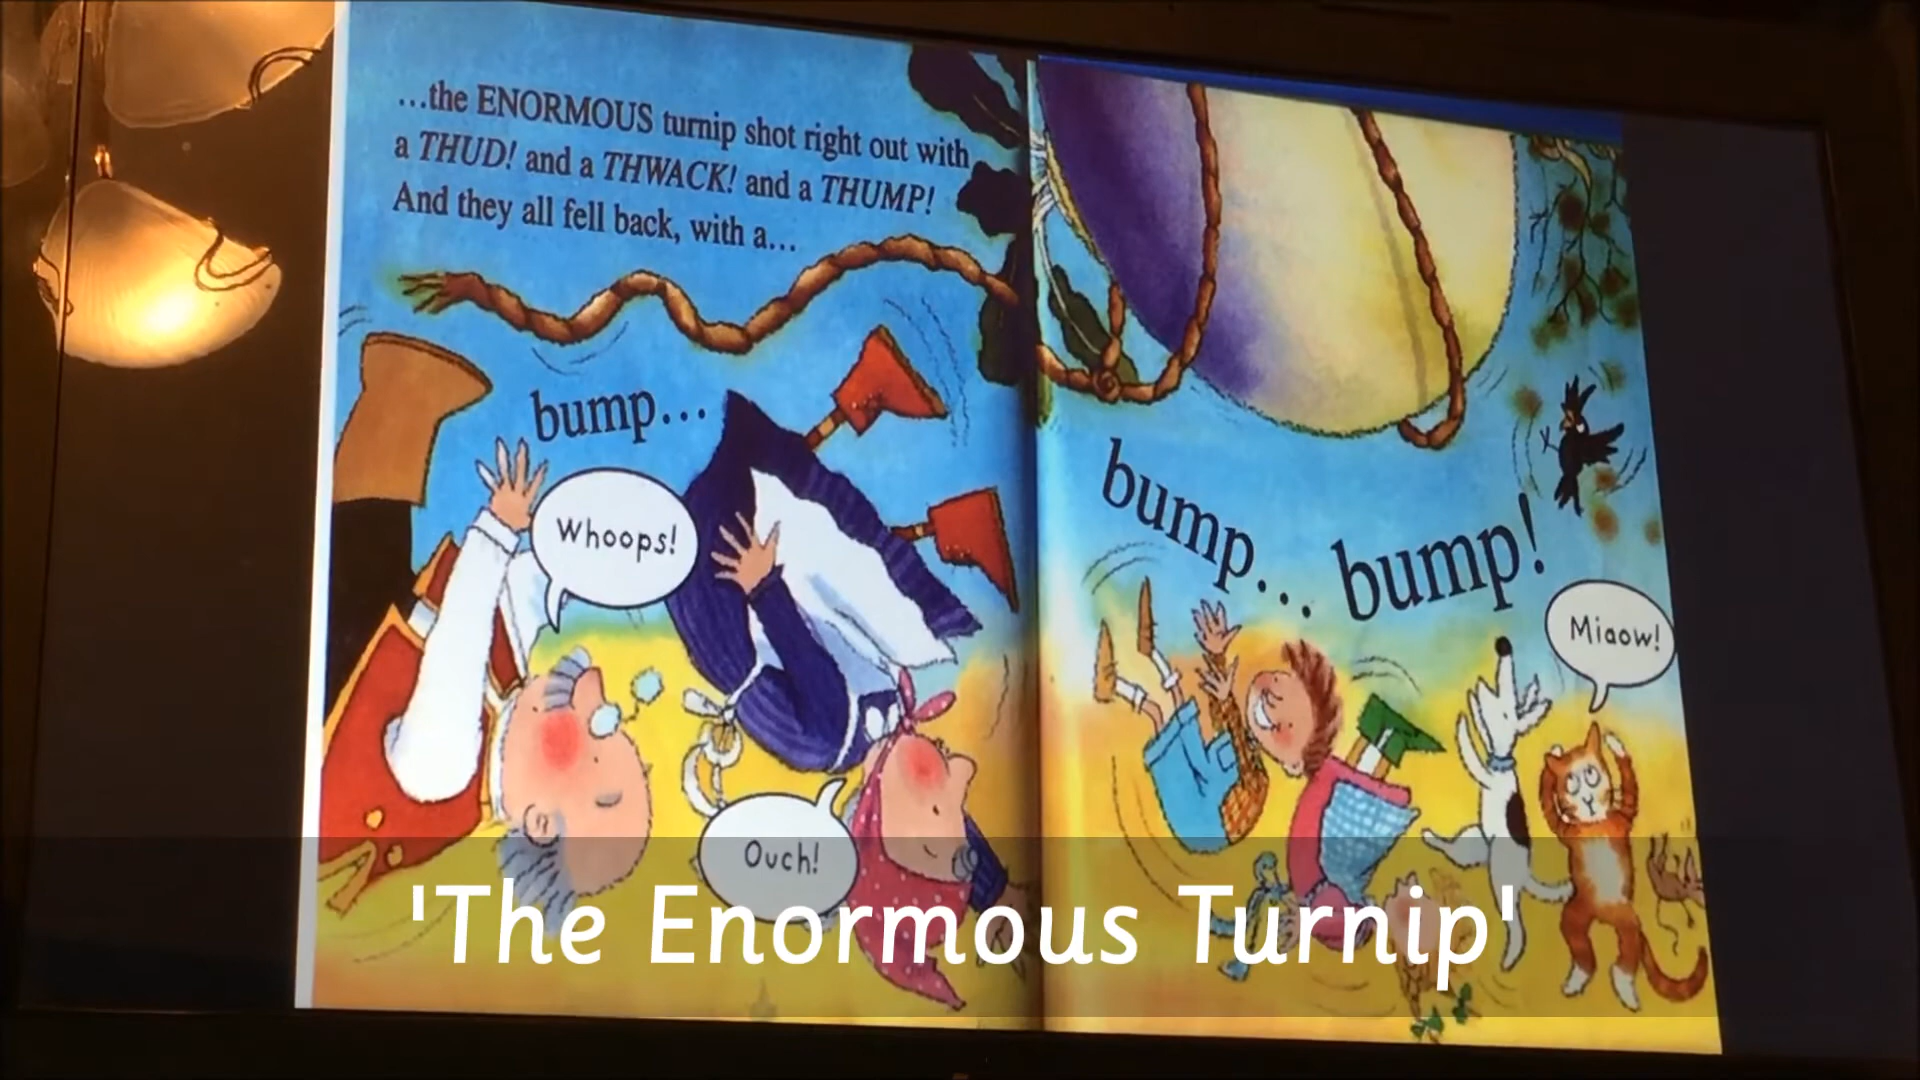 ...the ENORMOUS turnip shot right out with
a THUD! and a THWACK! and a THUMP!
And they all fell back, with a...
bump...
Whoops!
Ouch!
bump... bump!
Miaow!
'The Enormous Turnip'